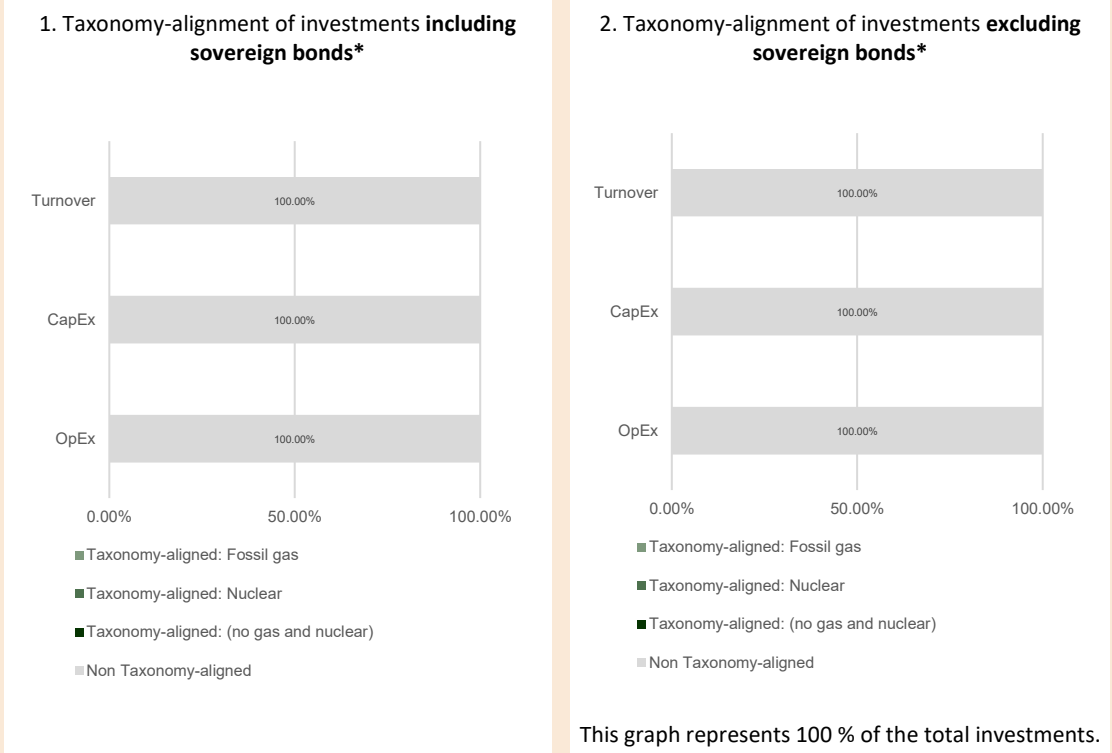 1. Taxonomy-alignment of investments including
sovereign bonds*
Turnover
100.00%
CapEx
100.00%
OpEx
100.00%
0.00% 50.00% 100.00%
Taxonomy-aligned: Fossil gas
Taxonomy-aligned: Nuclear
Taxonomy-aligned: (no gas and nuclear)
Non Taxonomy-aligned
2. Taxonomy-alignment of investments excluding
sovereign bonds*
Turnover
100.00%
CapEx
100.00%
OpEx
100.00%
0.00% 50.00% 100.00%
Taxonomy-aligned: Fossil gas
Taxonomy-aligned: Nuclear
Taxonomy-aligned: (no gas and nuclear)
Non Taxonomy-aligned
This graph represents 100 % of the total investments.